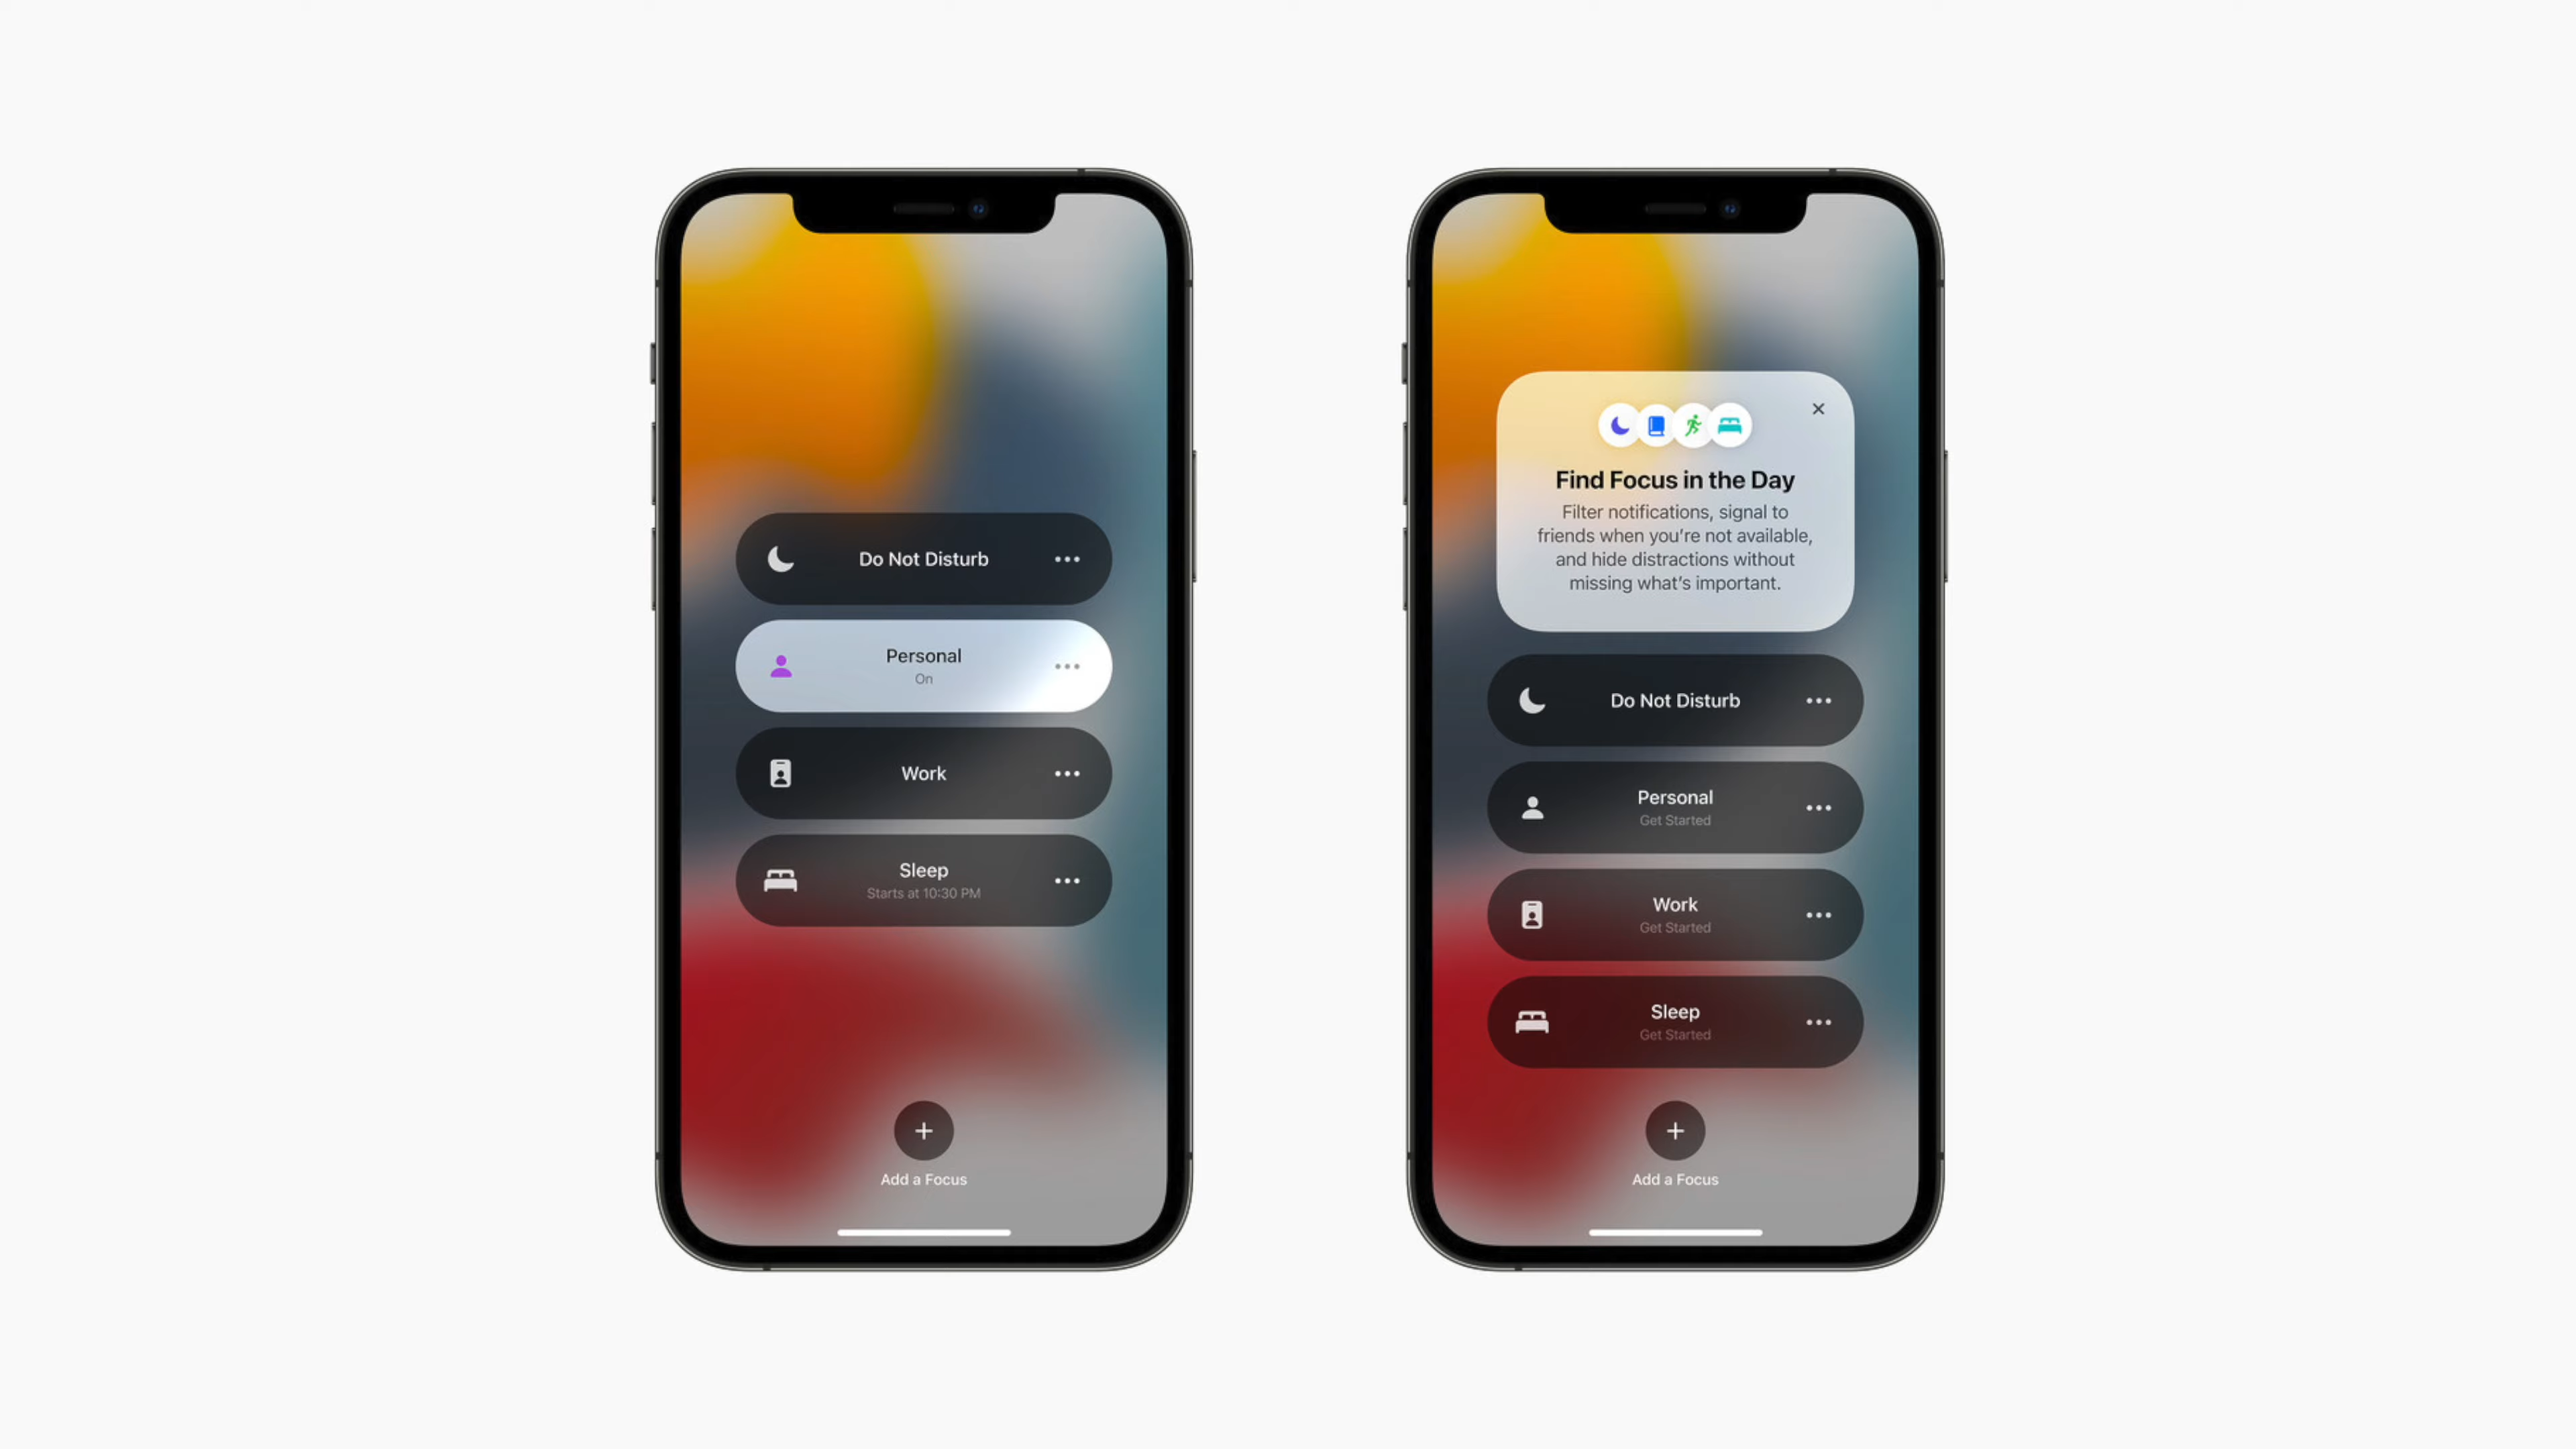 Do Not Disturb
Personal
On
Work
Sleep
Starts at 10:30 PM
Add a Focus
Find Focus in the Day
Filter notifications, signal to
friends when you’re not available,
and hide distractions without
missing what’s important.
Do Not Disturb
Personal
Get Started
Work
Get Started
Sleep
Get Started
Add a Focus